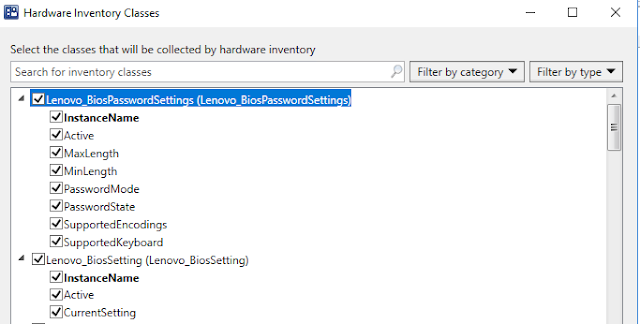 Hardware Inventory Classes
Select the classes that will be collected by hardware inventory
Search for inventory classes
Filter by category
Filter by type
Lenovo_BiosPasswordSettings (Lenovo_BiosPasswordSettings)
InstanceName
Active
MaxLength
MinLength
PasswordMode
PasswordState
SupportedEncodings
SupportedKeyboard
Lenovo_BiosSetting (Lenovo_BiosSetting)
InstanceName
Active
CurrentSetting